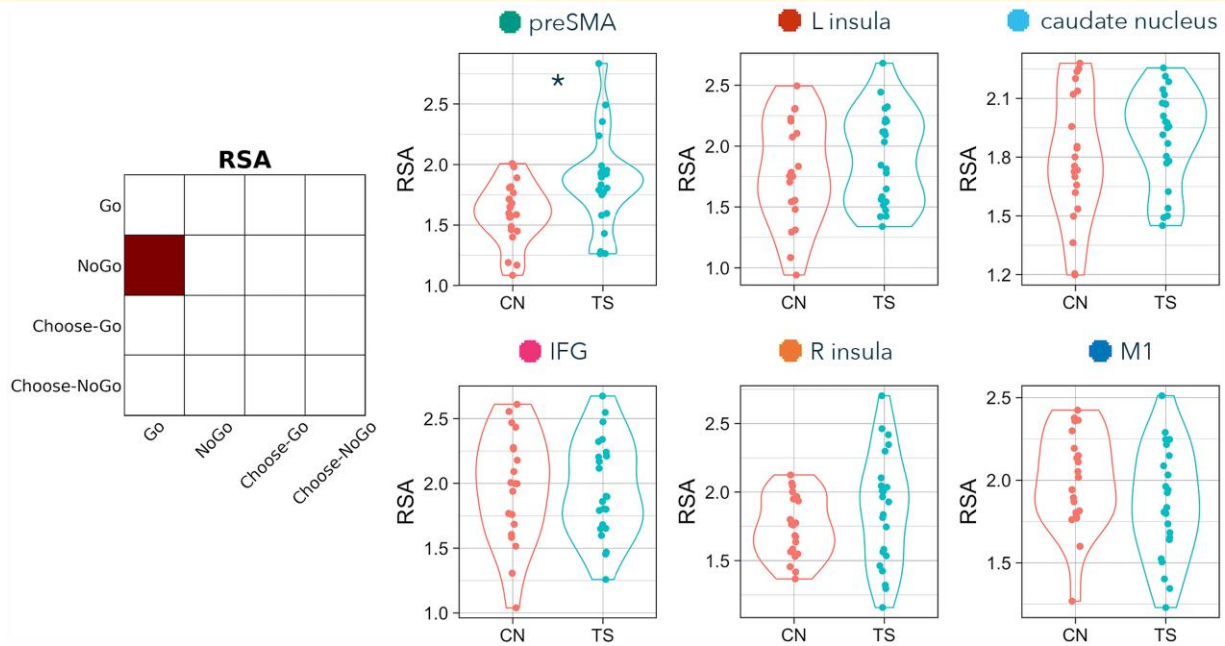 RSA
Go
NoGo
Choose-Go
Choose-NoGo
Go
NoGo
Choose-Go
Choose-NoGo
preSMA
RSA
2.5
2.0
1.5
1.0
*
CN
TS
L insula
RSA
2.5
2.0
1.5
1.0
CN
TS
caudate nucleus
RSA
2.1
1.8
1.5
1.2
CN
TS
IFG
RSA
2.5
2.0
1.5
1.0
CN
TS
R insula
RSA
2.5
2.0
1.5
CN
TS
M1
RSA
2.5
2.0
1.5
CN
TS